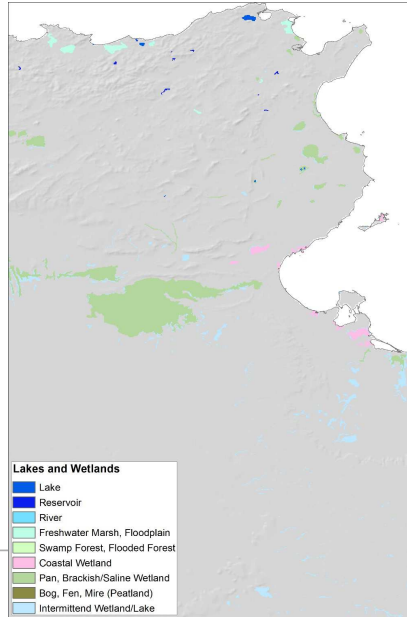 Lakes and Wetlands
Lake
Reservoir
River
Freshwater Marsh, Floodplain
Swamp Forest, Flooded Forest
Coastal Wetland
Pan, Brackish/Saline Wetland
Bog, Fen, Mire (Peatland)
Intermittend Wetland/Lake